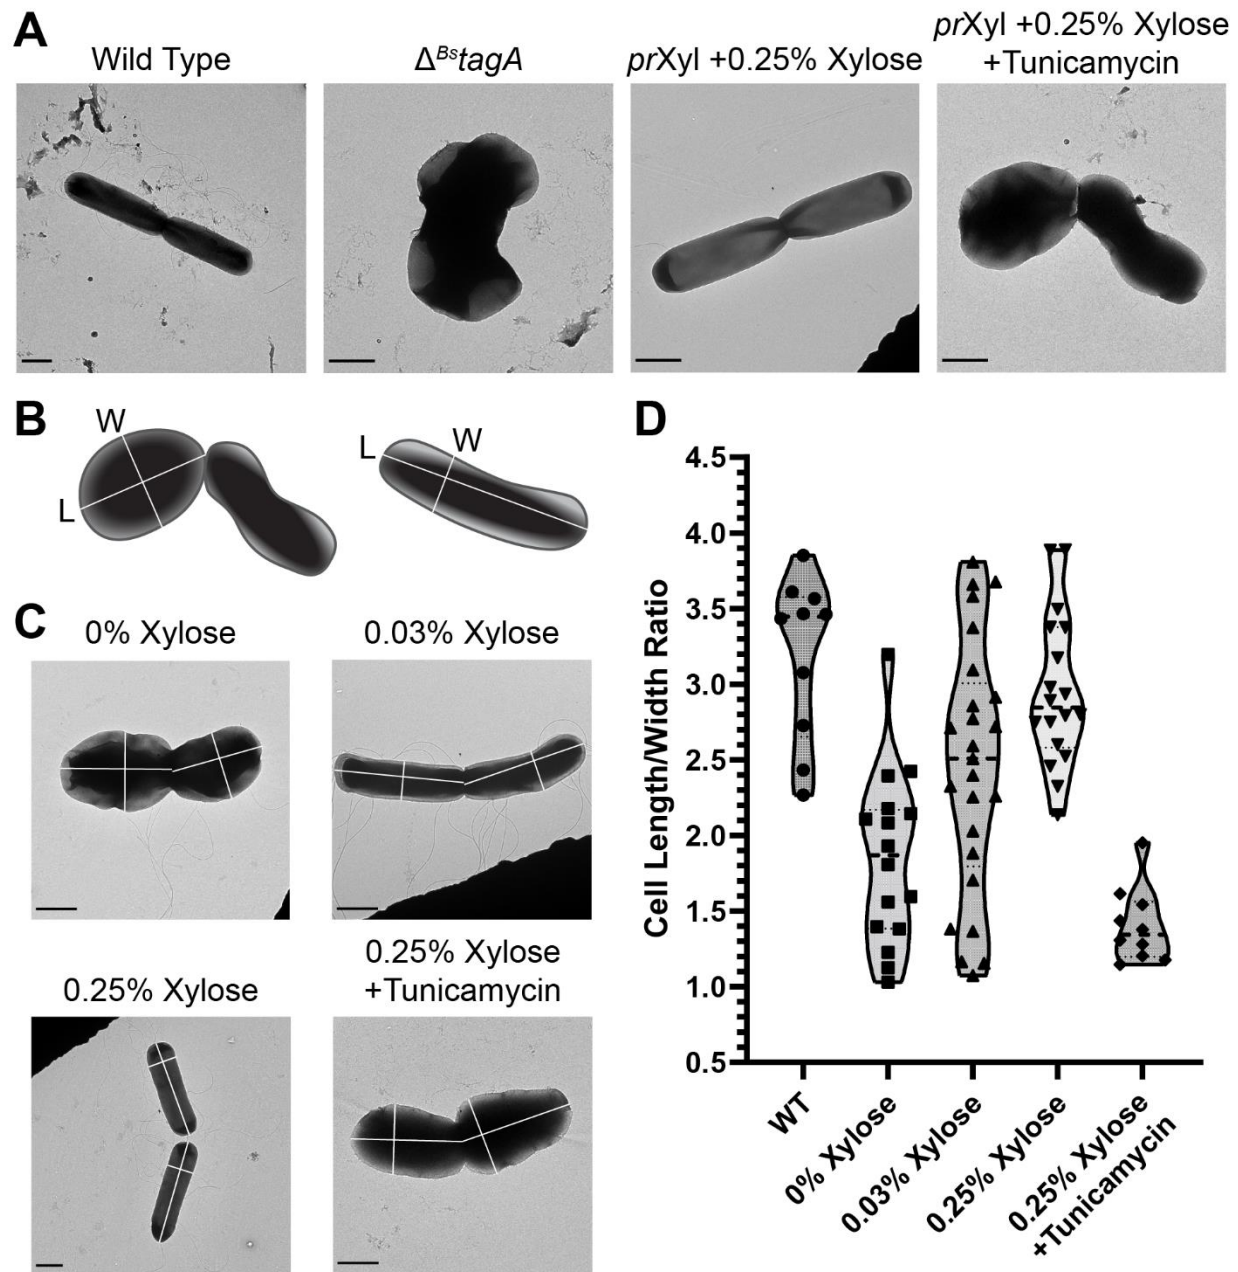 A
Wild Type
Δᴮˢtaga
prXyl +0.25% Xylose
prXyl +0.25% Xylose
+Tunicamycin
B
W
L
L
W
C
0% Xylose
0.03% Xylose
0.25% Xylose
0.25% Xylose
+Tunicamycin
D
Cell Length/Width Ratio
4.5
4.0
3.5
3.0
2.5
2.0
1.5
1.0
0.5
WT
0% Xylose
0.03% Xylose
0.25% Xylose
0.25% Xylose
+Tunicamycin